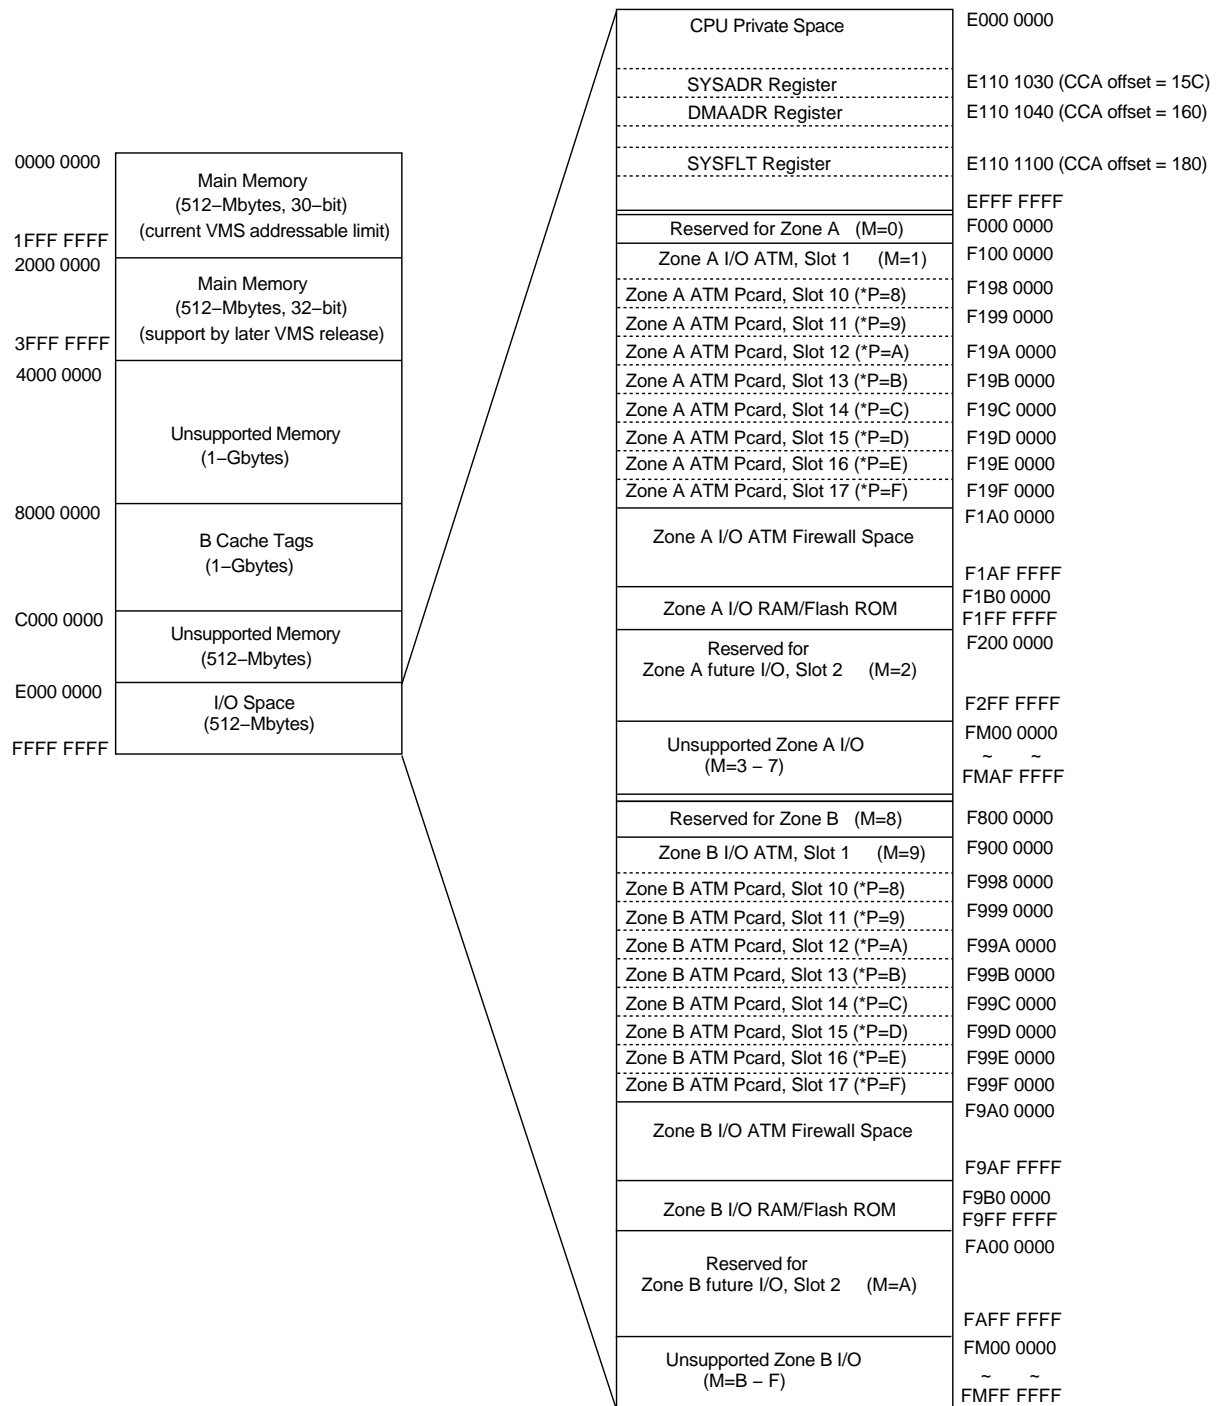 0000 0000
Main Memory
(512–Mbytes, 30–bit)
(current VMS addressable limit)
1FFF FFFF
2000 0000
Main Memory
(512–Mbytes, 32–bit)
(support by later VMS release)
3FFF FFFF
4000 0000
Unsupported Memory
(1–Gbytes)
8000 0000
B Cache Tags
(1–Gbytes)
C000 0000
Unsupported Memory
(512–Mbytes)
E000 0000
I/O Space
(512–Mbytes)
FFFF FFFF
CPU Private Space E000 0000
SYSADR Register E110 1030 (CCA offset = 15C)
DMAADR Register E110 1040 (CCA offset = 160)
SYSFLT Register E110 1100 (CCA offset = 180)
EFFF FFFF
Reserved for Zone A (M=0) F000 0000
Zone A I/O ATM, Slot 1 (M=1) F100 0000
Zone A ATM Pcard, Slot 10 (*P=8) F198 0000
Zone A ATM Pcard, Slot 11 (*P=9) F199 0000
Zone A ATM Pcard, Slot 12 (*P=A) F19A 0000
Zone A ATM Pcard, Slot 13 (*P=B) F19B 0000
Zone A ATM Pcard, Slot 14 (*P=C) F19C 0000
Zone A ATM Pcard, Slot 15 (*P=D) F19D 0000
Zone A ATM Pcard, Slot 16 (*P=E) F19E 0000
Zone A ATM Pcard, Slot 17 (*P=F) F19F 0000
F1A0 0000
Zone A I/O ATM Firewall Space
F1AF FFFF
F1B0 0000
Zone A I/O RAM/Flash ROM
F1FF FFFF
F200 0000
Reserved for
Zone A future I/O, Slot 2 (M=2)
F2FF FFFF
FM00 0000
Unsupported Zone A I/O
(M=3 – 7)
~ ~
FMAF FFFF
Reserved for Zone B (M=8) F800 0000
Zone B I/O ATM, Slot 1 (M=9) F900 0000
Zone B ATM Pcard, Slot 10 (*P=8) F998 0000
Zone B ATM Pcard, Slot 11 (*P=9) F999 0000
Zone B ATM Pcard, Slot 12 (*P=A) F99A 0000
Zone B ATM Pcard, Slot 13 (*P=B) F99B 0000
Zone B ATM Pcard, Slot 14 (*P=C) F99C 0000
Zone B ATM Pcard, Slot 15 (*P=D) F99D 0000
Zone B ATM Pcard, Slot 16 (*P=E) F99E 0000
Zone B ATM Pcard, Slot 17 (*P=F) F99F 0000
F9A0 0000
Zone B I/O ATM Firewall Space
F9AF FFFF
F9B0 0000
Zone B I/O RAM/Flash ROM
F9FF FFFF
FA00 0000
Reserved for
Zone B future I/O, Slot 2 (M=A)
FAFF FFFF
FM00 0000
Unsupported Zone B I/O
(M=B – F)
~ ~
FMFF FFFF